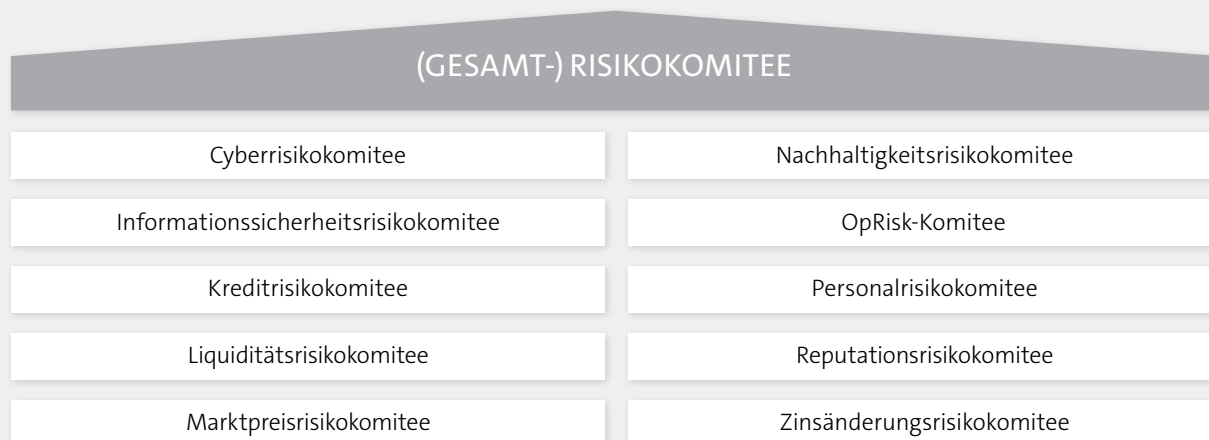 (GESAMT-) RISIKOKOMITEE
Cyberrisikokomitee
Nachhaltigkeitsrisikokomitee
Informationssicherheitsrisikokomitee
OpRisk-Komitee
Kreditrisikokomitee
Personalrisikokomitee
Liquiditätsrisikokomitee
Reputationsrisikokomitee
Marktpreisrisikokomitee
Zinsänderungsrisikokomitee